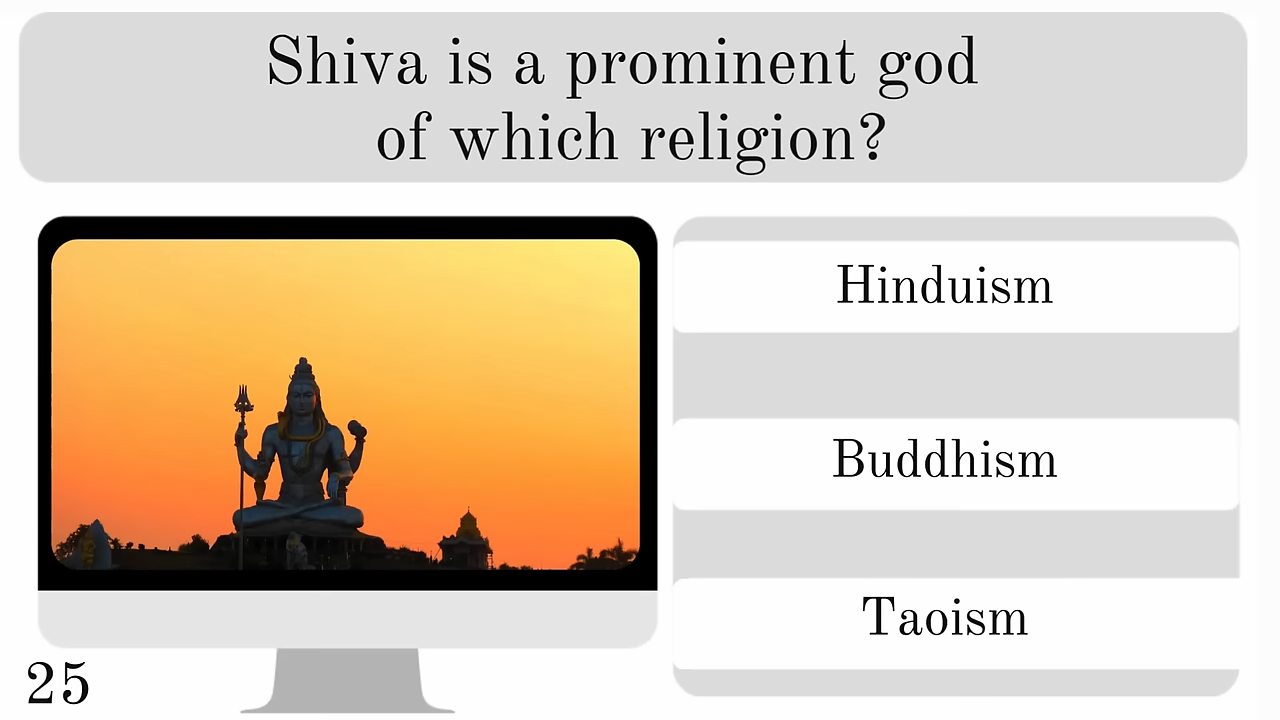 Shiva is a prominent god
of which religion?
Hinduism
Buddhism
Taoism
25